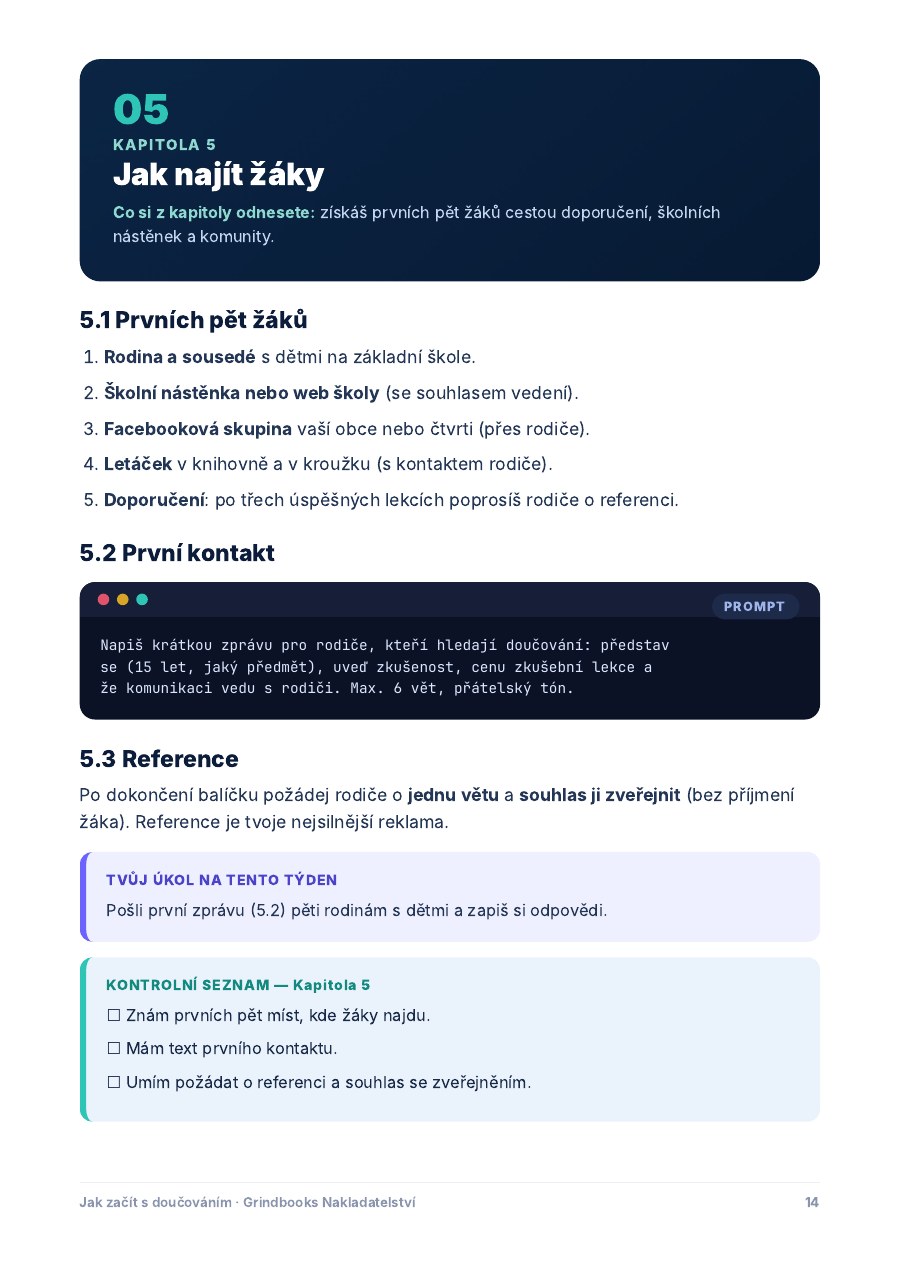 05
KAPITOLA 5
Jak najít žáky
Co si z kapitoly odnesete: získáš prvních pět žáků cestou doporučení, školních
nástěnek a komunity.
5.1 Prvních pět žáků
1. Rodina a sousedé s dětmi na základní škole.
2. Školní nástěnka nebo web školy (se souhlasem vedení).
3. Facebooková skupina vaší obce nebo čtvrti (přes rodiče).
4. Letáček v knihovně a v kroužku (s kontaktem rodiče).
5. Doporučení: po třech úspěšných lekcích poprosíš rodiče o referenci.
5.2 První kontakt
PROMPT
Napiš krátkou zprávu pro rodiče, kteří hledají doučování: představ
se (15 let, jaký předmět), uveď zkušenost, cenu zkušební lekce a
že komunikaci vedu s rodiči. Max. 6 vět, přátelský tón.
5.3 Reference
Po dokončení balíčku požádej rodiče o jednu větu a souhlas ji zveřejnit (bez příjmení
žáka). Reference je tvoje nejsilnější reklama.
TVŮJ ÚKOL NA TENTO TÝDEN
Pošli první zprávu (5.2) pěti rodinám s dětmi a zapiš si odpovědi.
KONTROLNÍ SEZNAM — Kapitola 5
☐ Znám prvních pět míst, kde žáky najdu.
☐ Mám text prvního kontaktu.
☐ Umím požádat o referenci a souhlas se zveřejněním.
Jak začít s doučováním · Grindbooks Nakladatelství
14